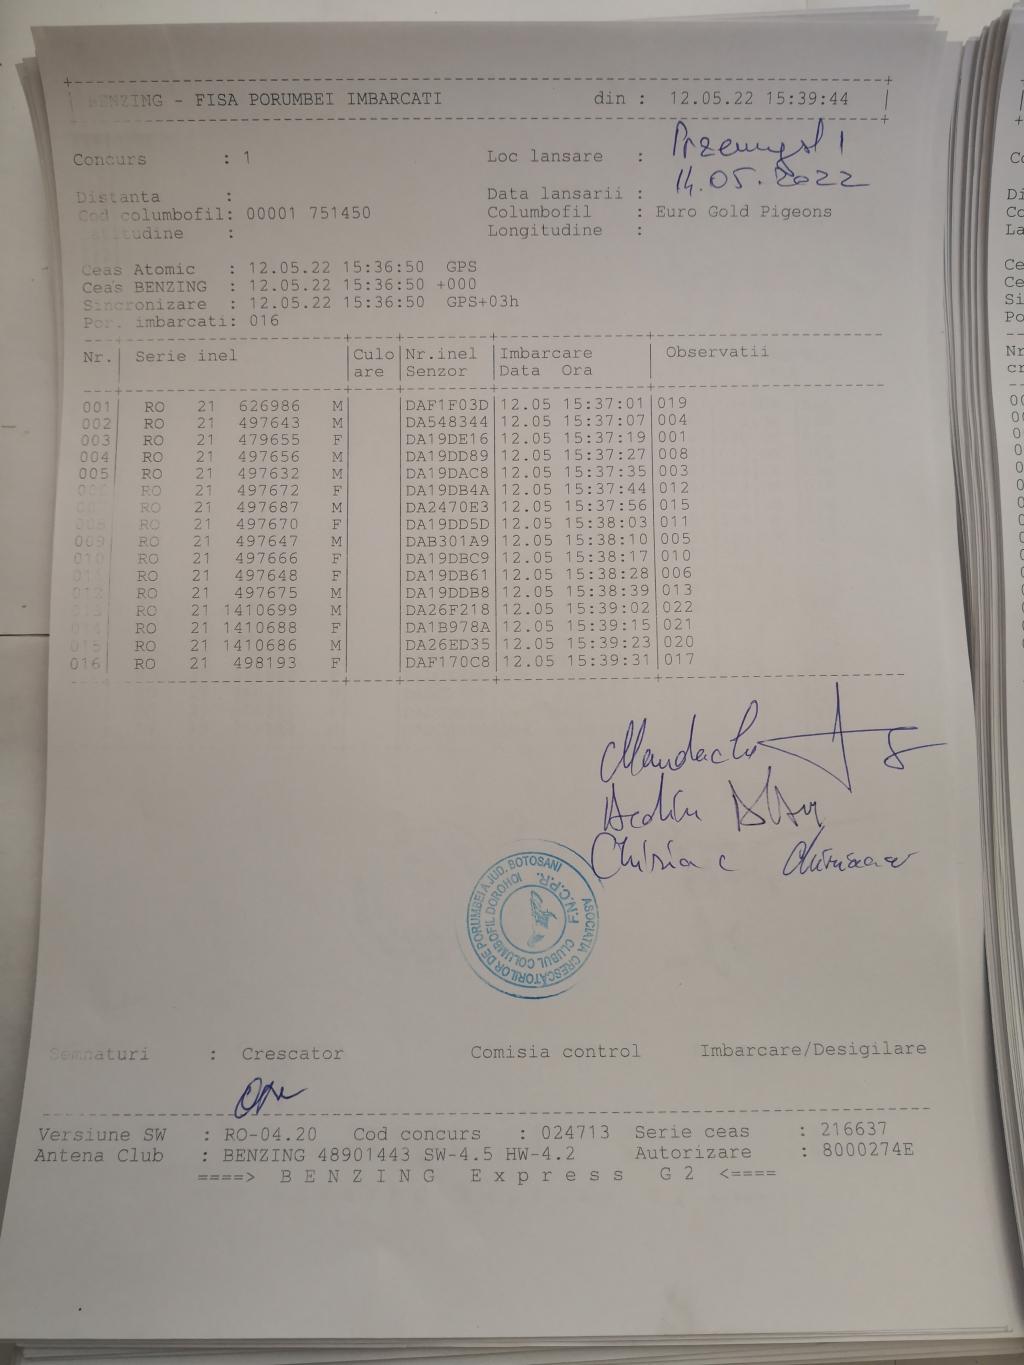 BENZING - FISA PORUMBEI IMBARCATI din : 12.05.22 15:39:44
Concurs : 1 Loc lansare : Przemysl 1
Distanta : Data lansarii : 14.05.2022
Cod columbofil: 00001 751450 Columbofil : Euro Gold Pigeons
Latitudine : Longitudine :
Ceas Atomic : 12.05.22 15:36:50 GPS
Ceas BENZING : 12.05.22 15:36:50 +000
Sincronizare : 12.05.22 15:36:50 GPS+03h
Por. imbarcati: 016
Nr. Serie inel Culo Nr.inel Imbarcare Observatii
are Senzor Data Ora
001 RO 21 626986 M DAF1F03D 12.05 15:37:01 019
002 RO 21 497643 M DA548344 12.05 15:37:07 004
003 RO 21 479655 F DA19DE16 12.05 15:37:19 001
004 RO 21 497656 M DA19DD89 12.05 15:37:27 008
005 RO 21 497632 M DA19DAC8 12.05 15:37:35 003
006 RO 21 497672 F DA19DB4A 12.05 15:37:44 012
007 RO 21 497687 M DA2470E3 12.05 15:37:56 015
008 RO 21 497670 F DA19DD5D 12.05 15:38:03 011
009 RO 21 497647 M DAB301A9 12.05 15:38:10 005
010 RO 21 497666 F DA19DBC9 12.05 15:38:17 010
011 RO 21 497648 F DA19DB61 12.05 15:38:28 006
012 RO 21 497675 M DA19DDB8 12.05 15:38:39 013
013 RO 21 1410699 M DA26F218 12.05 15:39:02 022
014 RO 21 1410688 F DA1B978A 12.05 15:39:15 021
015 RO 21 1410686 M DA26ED35 12.05 15:39:23 020
016 RO 21 498193 F DAF170C8 12.05 15:39:31 017
ASOCIATIA CRESCATORILOR DE PORUMBEI A JUD. BOTOSANI
CLUBUL COLUMBOFIL DOROHOI
F.N.C.P.R.
Semnaturi : Crescator Comisia control Imbarcare/Desigilare
Versiune SW : RO-04.20 Cod concurs : 024713 Serie ceas : 216637
Antena Club : BENZING 48901443 SW-4.5 HW-4.2 Autorizare : 8000274E
====> B E N Z I N G E x p r e s s G 2 <====